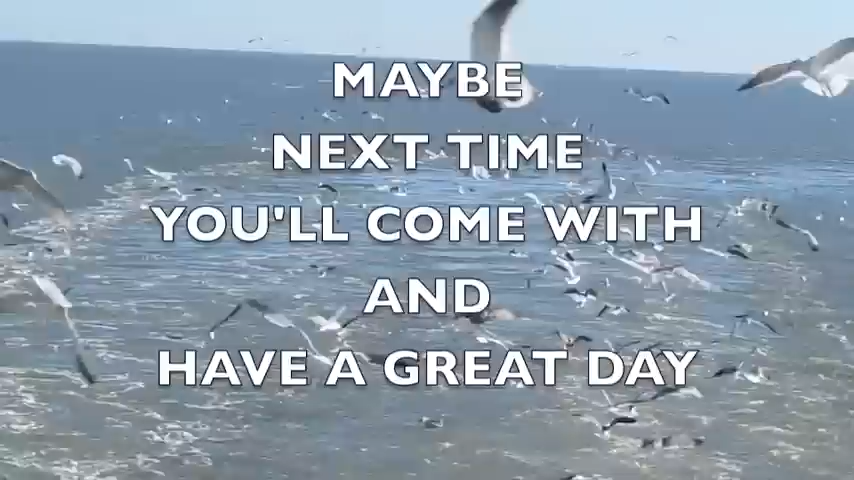 MAYBE
NEXT TIME
YOU'LL COME WITH
AND
HAVE A GREAT DAY